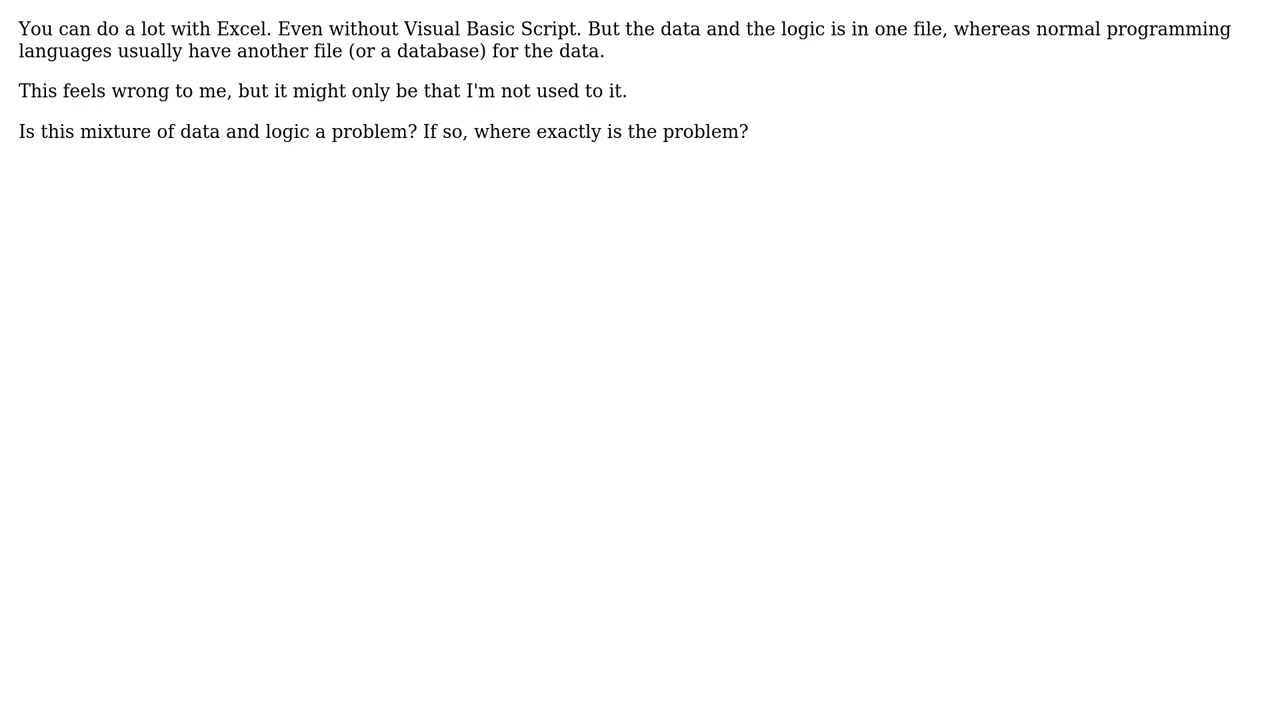 You can do a lot with Excel. Even without Visual Basic Script. But the data and the logic is in one file, whereas normal programming
languages usually have another file (or a database) for the data.
This feels wrong to me, but it might only be that I'm not used to it.
Is this mixture of data and logic a problem? If so, where exactly is the problem?